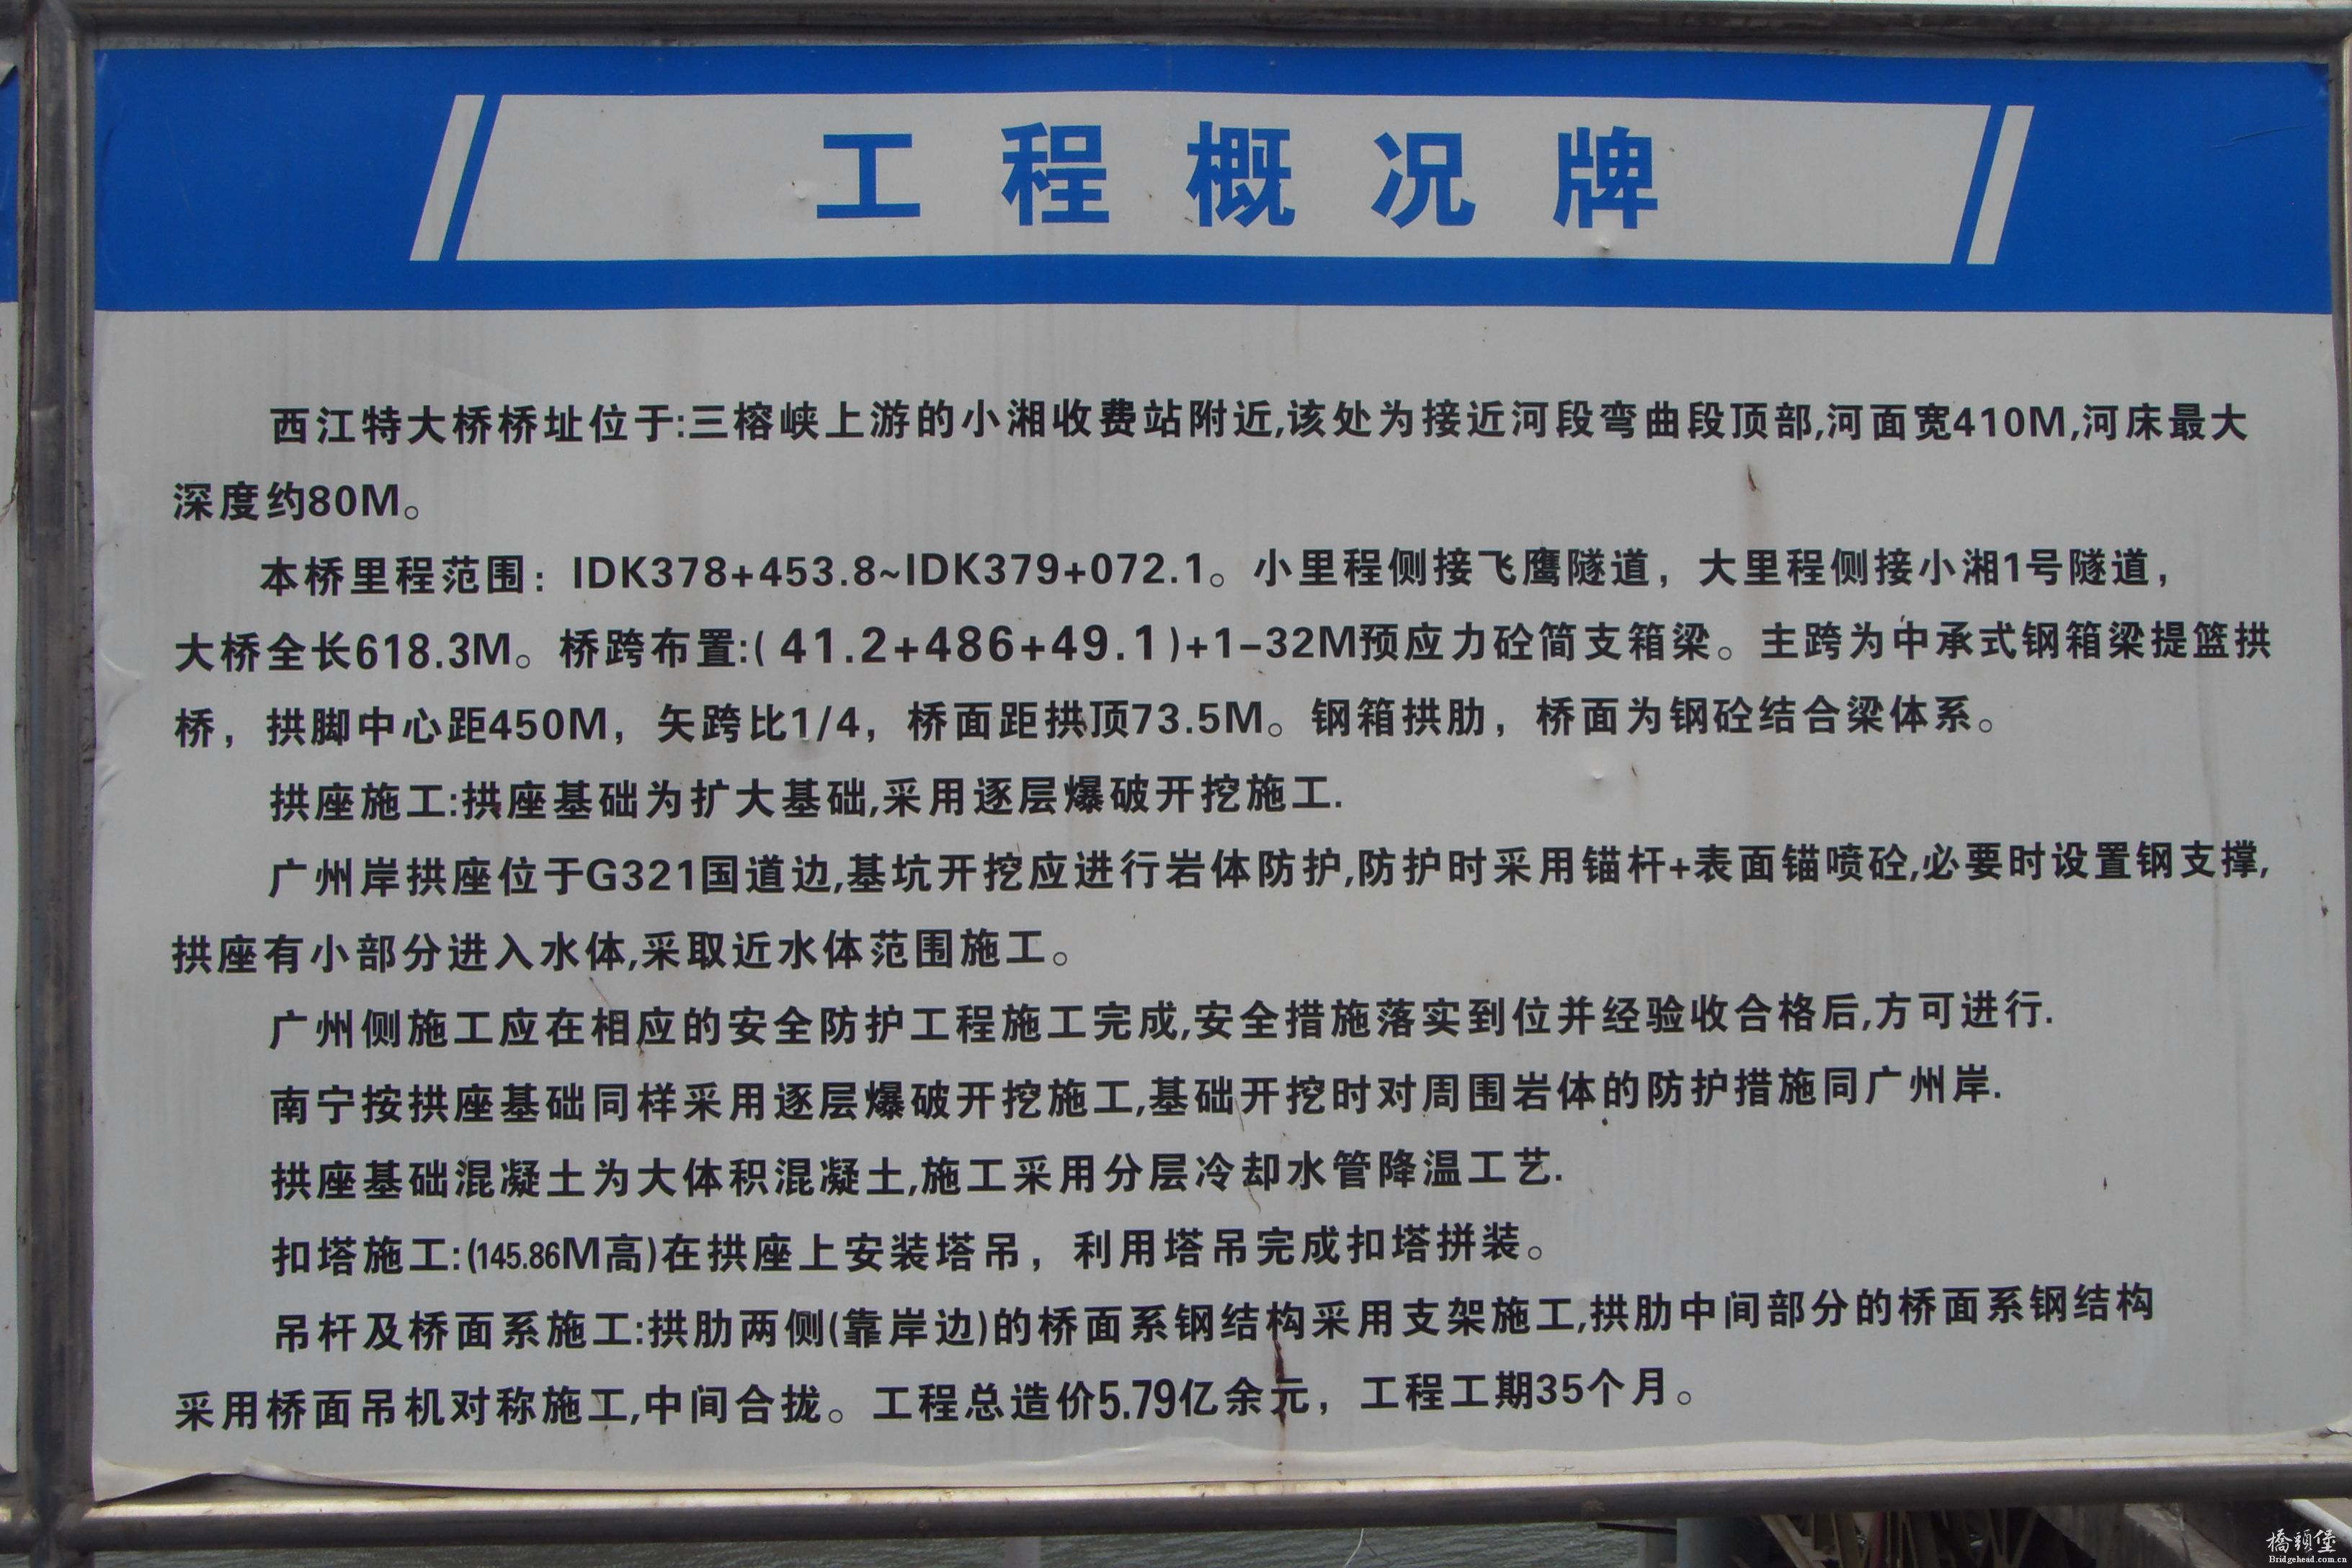 工程概况牌
西江特大桥桥址位于:三榕峡上游的小湘收费站附近,该处为接近河段弯曲段顶部,河面宽410M,河床最大
深度约80M。
本桥里程范围：IDK378+453.8~IDK379+072.1。小里程侧接飞鹰隧道，大里程侧接小湘1号隧道，
大桥全长618.3M。桥跨布置:(41.2+486+49.1)+1-32M预应力砼简支箱梁。主跨为中承式钢箱梁提篮拱
桥，拱脚中心距450M，矢跨比1/4，桥面距拱顶73.5M。钢箱拱肋，桥面为钢砼结合梁体系。
拱座施工:拱座基础为扩大基础,采用逐层爆破开挖施工.
广州岸拱座位于G321国道边,基坑开挖应进行岩体防护,防护时采用锚杆+表面锚喷砼,必要时设置钢支撑,
拱座有小部分进入水体,采取近水体范围施工。
广州侧施工应在相应的安全防护工程施工完成,安全措施落实到位并经验收合格后,方可进行.
南宁按拱座基础同样采用逐层爆破开挖施工,基础开挖时对周围岩体的防护措施同广州岸.
拱座基础混凝土为大体积混凝土,施工采用分层冷却水管降温工艺.
扣塔施工:(145.86M高)在拱座上安装塔吊，利用塔吊完成扣塔拼装。
吊杆及桥面系施工:拱肋两侧(靠岸边)的桥面系钢结构采用支架施工,拱肋中间部分的桥面系钢结构
采用桥面吊机对称施工,中间合拢。工程总造价5.79亿余元，工程工期35个月。
橋頭堡
Bridgehead.com.cn